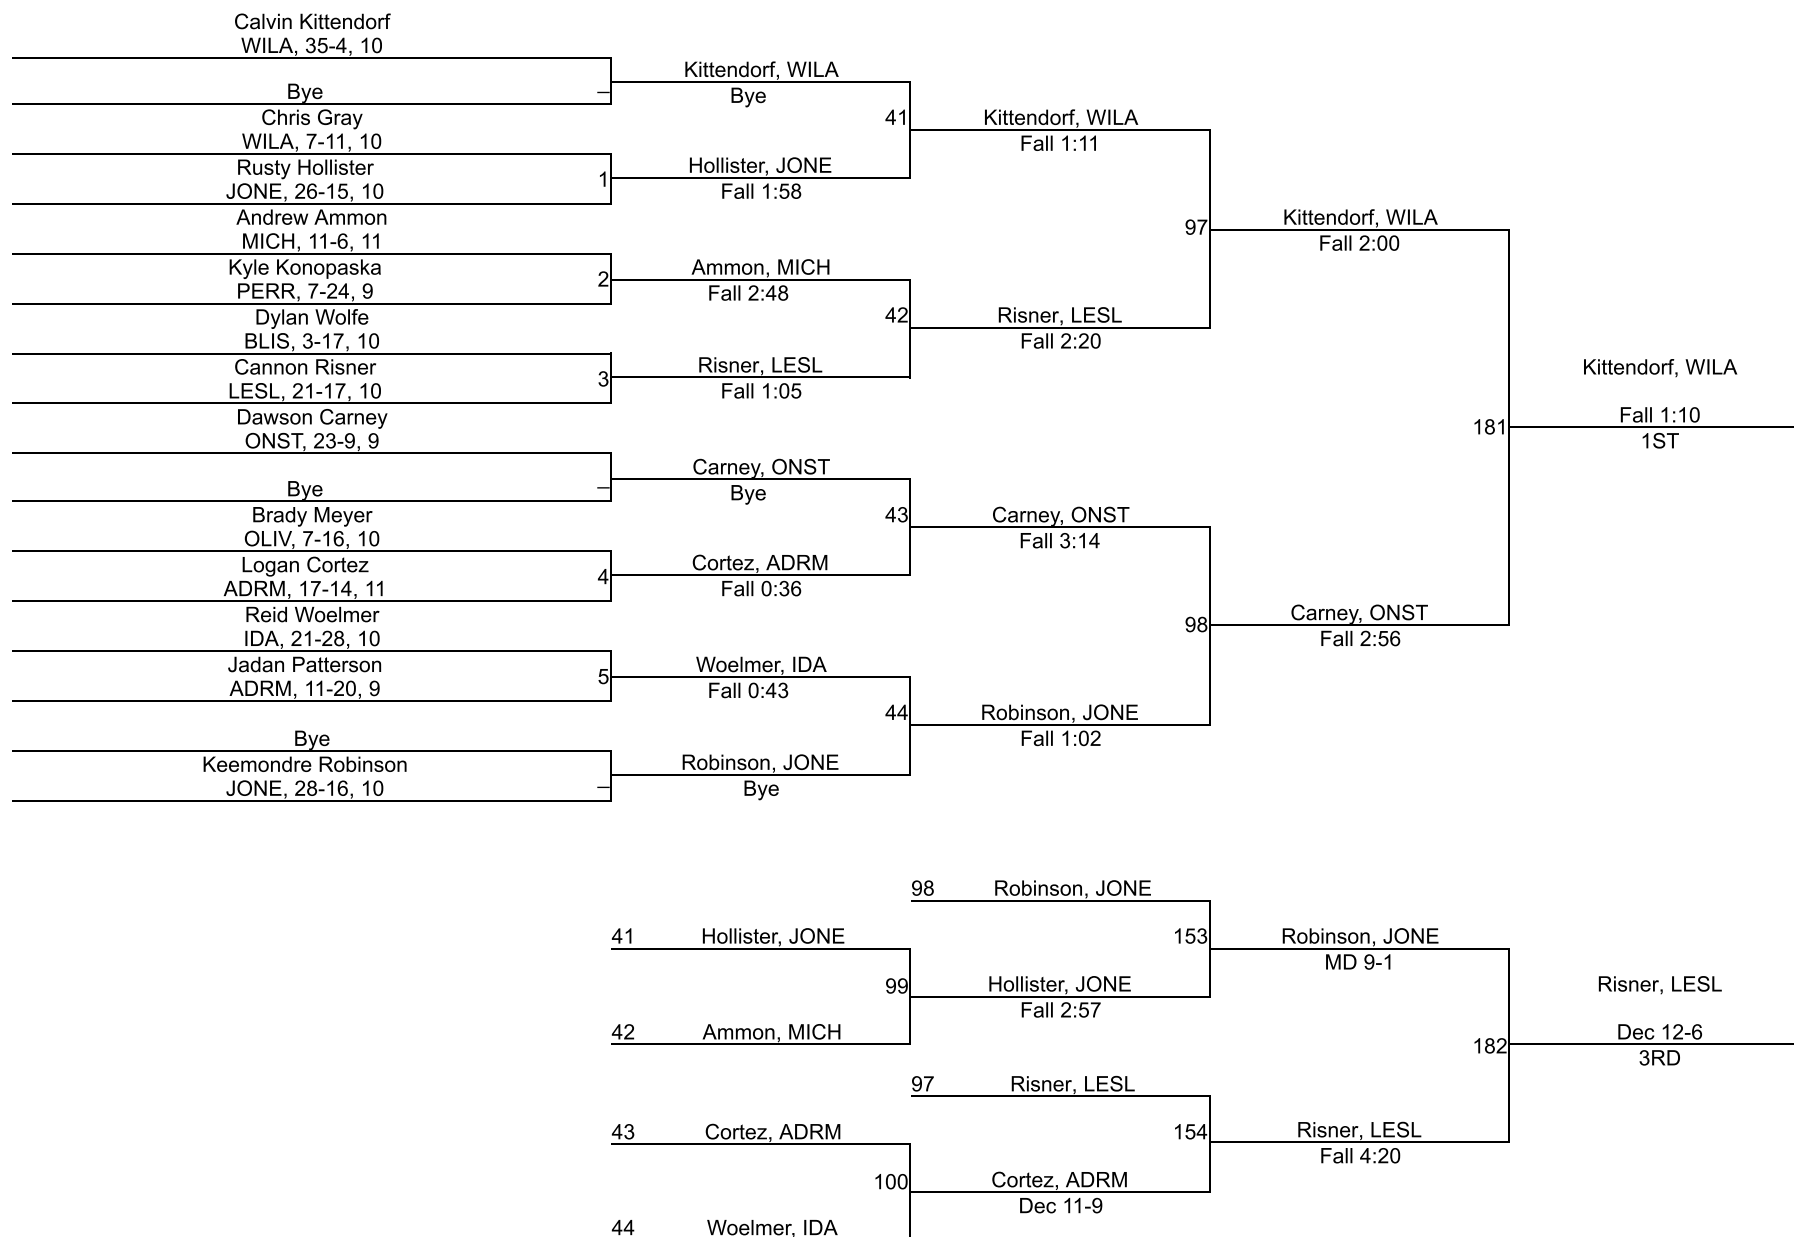 Calvin Kittendorf
WILA, 35-4, 10
Bye
–
Chris Gray
WILA, 7-11, 10
Rusty Hollister
JONE, 26-15, 10
1
Andrew Ammon
MICH, 11-6, 11
Kyle Konopaska
PERR, 7-24, 9
2
Dylan Wolfe
BLIS, 3-17, 10
Cannon Risner
LESL, 21-17, 10
3
Dawson Carney
ONST, 23-9, 9
Bye
–
Brady Meyer
OLIV, 7-16, 10
Logan Cortez
ADRM, 17-14, 11
4
Reid Woelmer
IDA, 21-28, 10
Jadan Patterson
ADRM, 11-20, 9
5
Bye
Keemondre Robinson
JONE, 28-16, 10
–
Kittendorf, WILA
Bye
41
Hollister, JONE
Fall 1:58
Ammon, MICH
Fall 2:48
42
Risner, LESL
Fall 1:05
Carney, ONST
Bye
43
Cortez, ADRM
Fall 0:36
Woelmer, IDA
Fall 0:43
44
Robinson, JONE
Bye
Kittendorf, WILA
Fall 1:11
97
Risner, LESL
Fall 2:20
Carney, ONST
Fall 3:14
98
Robinson, JONE
Fall 1:02
Kittendorf, WILA
Fall 2:00
181
Carney, ONST
Fall 2:56
Kittendorf, WILA
Fall 1:10
1ST
41 Hollister, JONE
99
42 Ammon, MICH
43 Cortez, ADRM
100
44 Woelmer, IDA
98 Robinson, JONE
153
Hollister, JONE
Fall 2:57
97 Risner, LESL
154
Cortez, ADRM
Dec 11-9
Robinson, JONE
MD 9-1
182
Risner, LESL
Fall 4:20
Risner, LESL
Dec 12-6
3RD